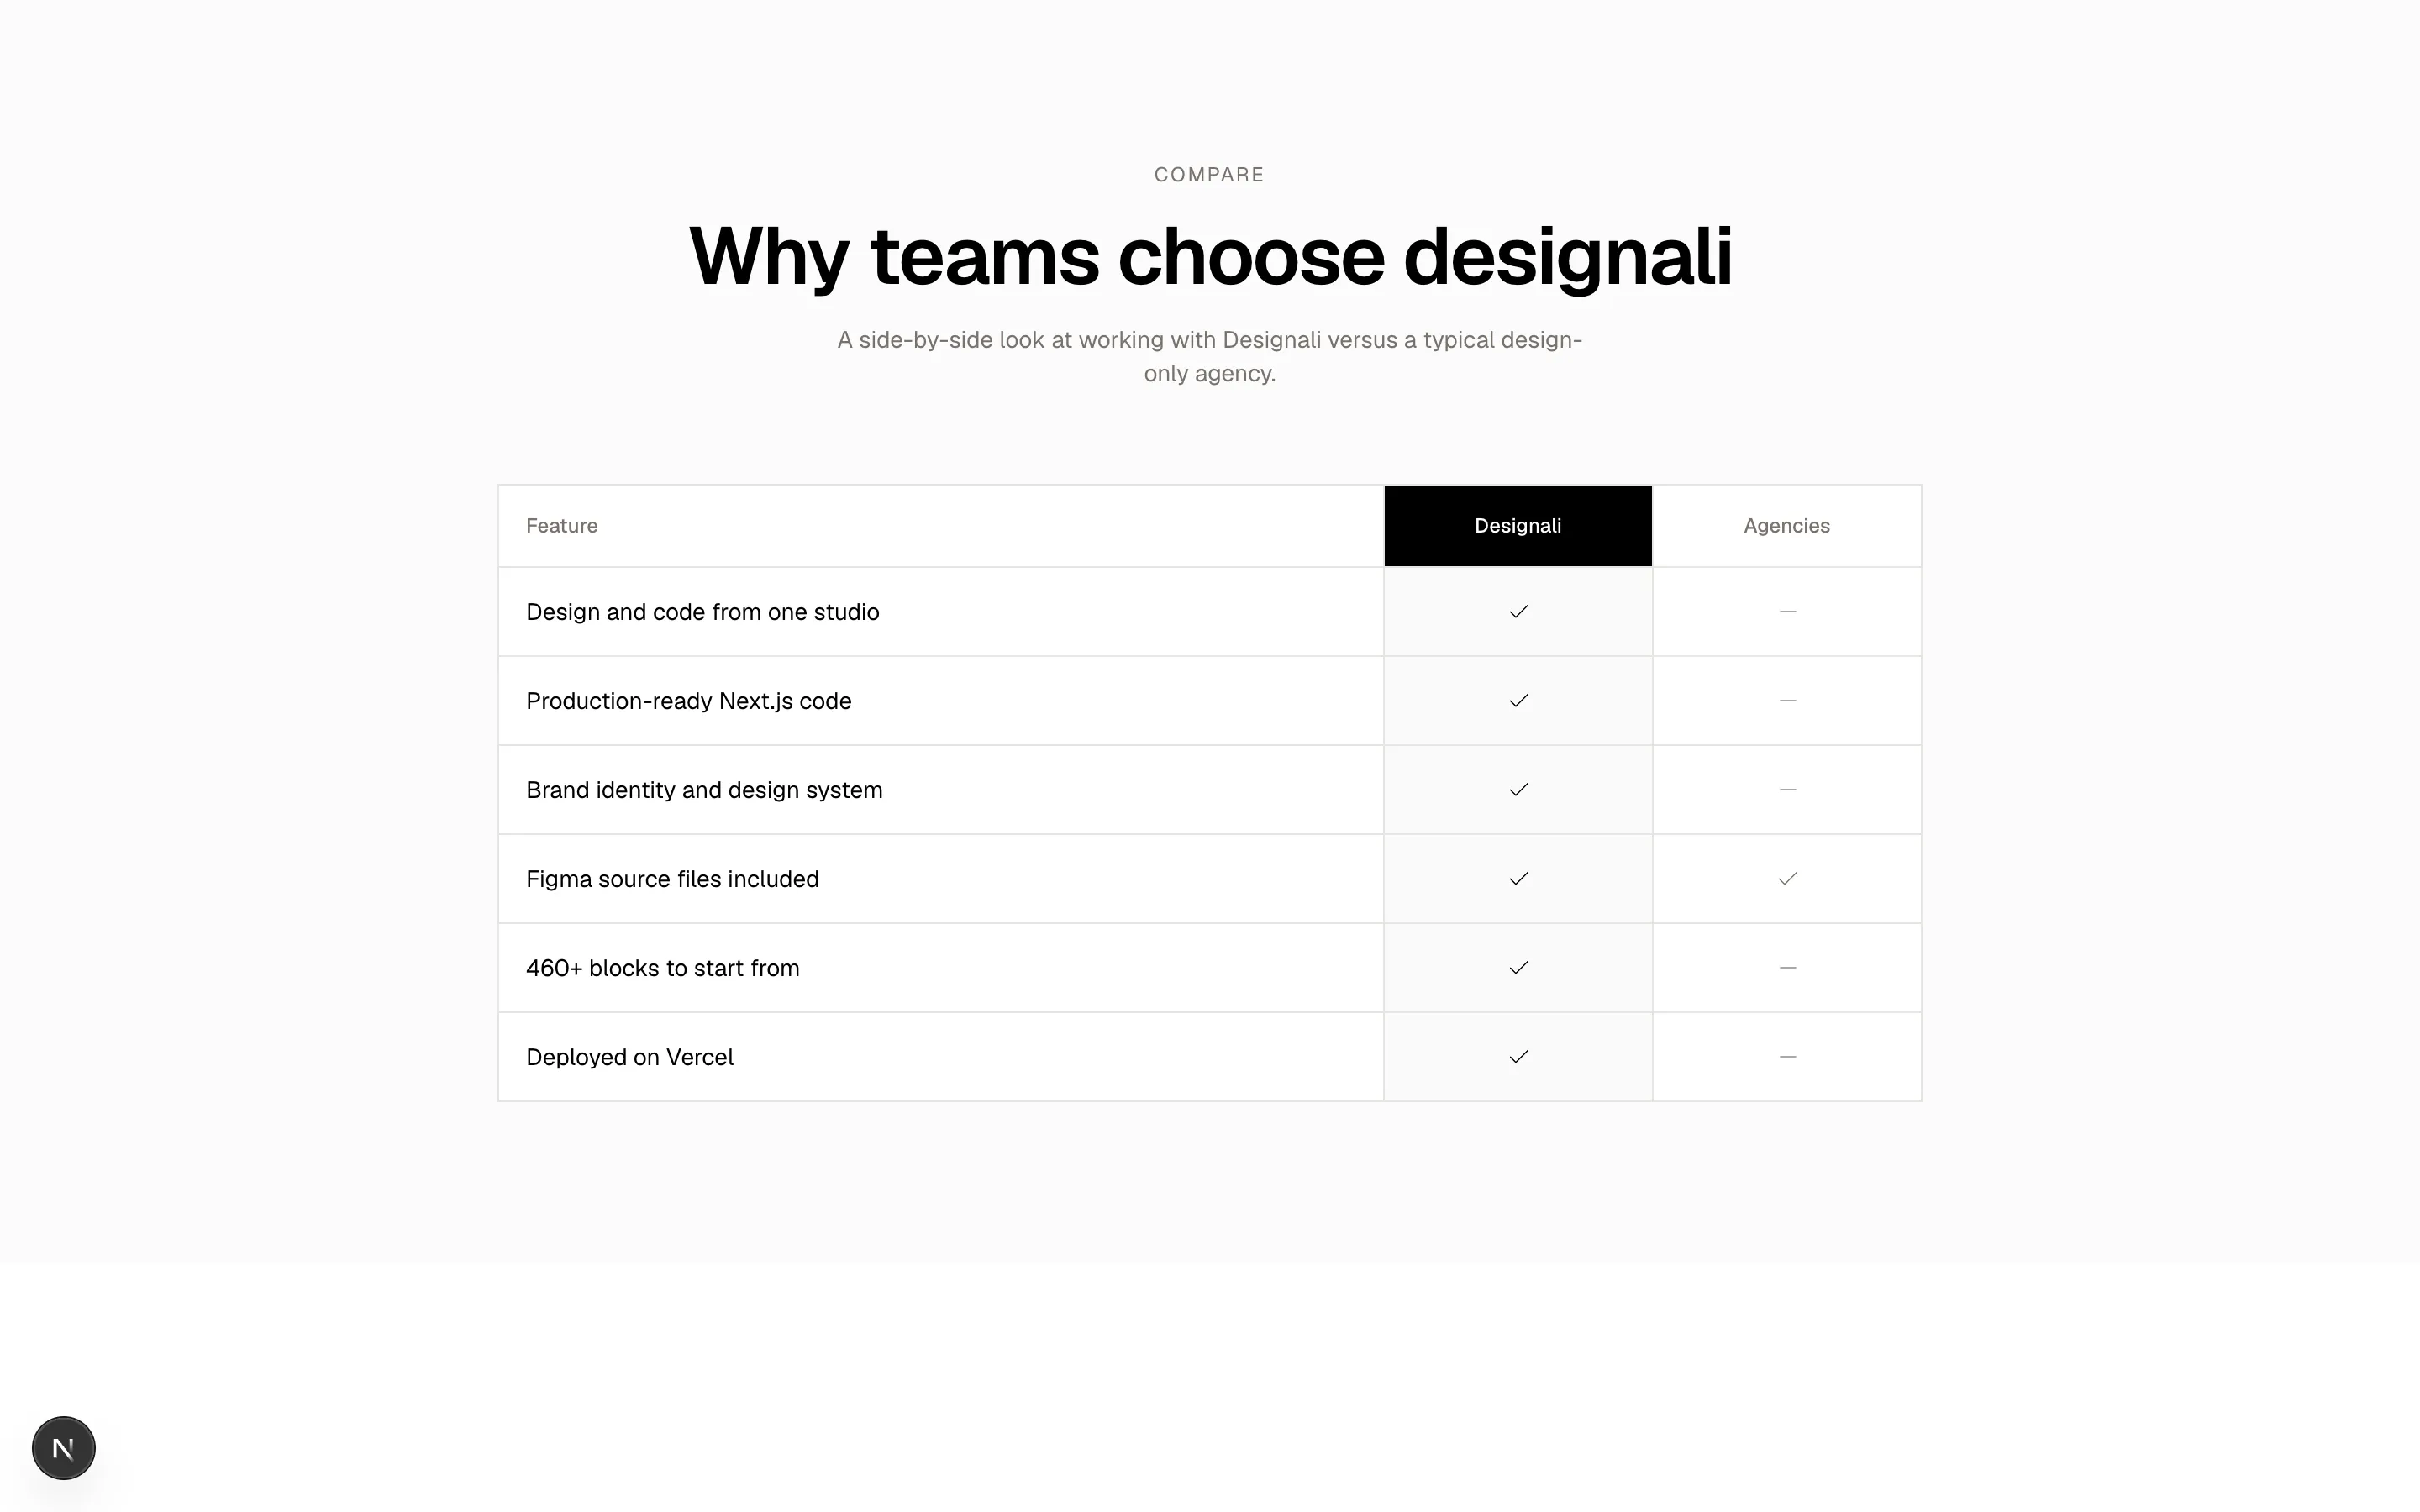 COMPARE
Why teams choose designali
A side-by-side look at working with Designali versus a typical design-
only agency.
Feature Designali Agencies
Design and code from one studio
Production-ready Next.js code
Brand identity and design system
Figma source files included
460+ blocks to start from
Deployed on Vercel
N